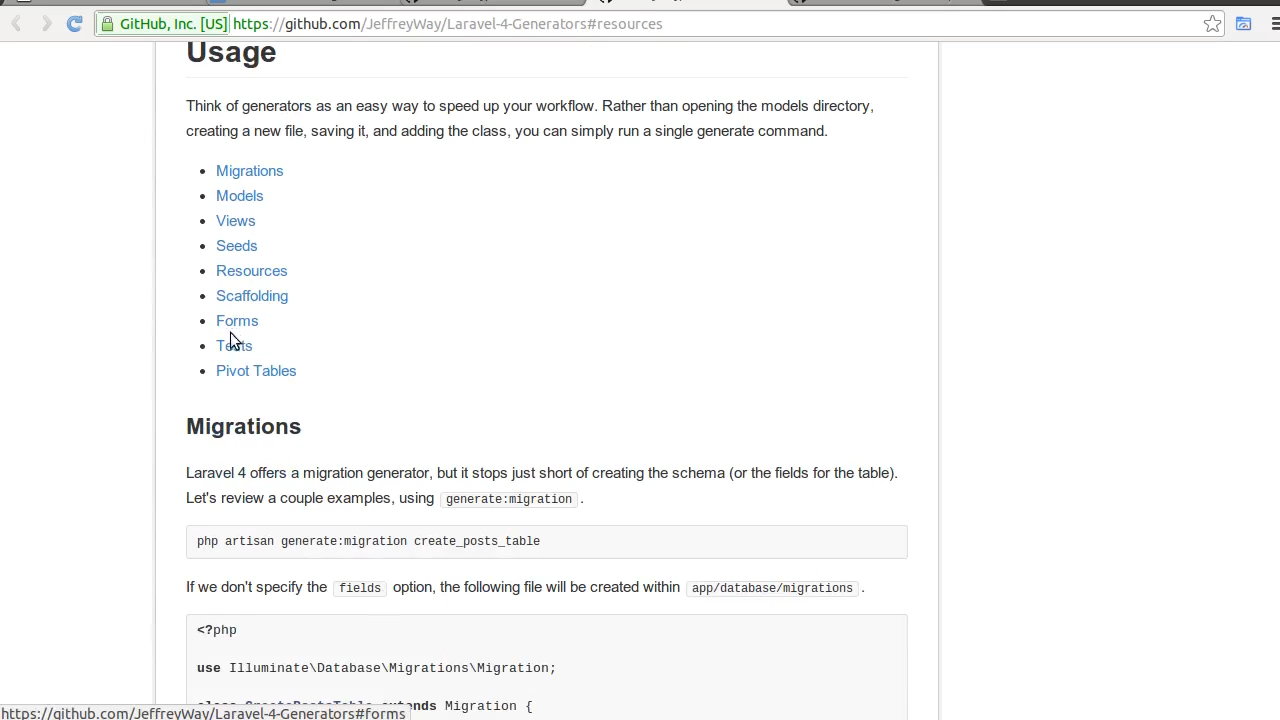 GitHub, Inc. [US] https://github.com/JeffreyWay/Laravel-4-Generators#resources
Usage
Think of generators as an easy way to speed up your workflow. Rather than opening the models directory,
creating a new file, saving it, and adding the class, you can simply run a single generate command.
Migrations
Models
Views
Seeds
Resources
Scaffolding
Forms
Tests
Pivot Tables
Migrations
Laravel 4 offers a migration generator, but it stops just short of creating the schema (or the fields for the table).
Let's review a couple examples, using generate:migration.
php artisan generate:migration create_posts_table
If we don't specify the fields option, the following file will be created within app/database/migrations.
<?php
use Illuminate\Database\Migrations\Migration;
class CreatePostsTable extends Migration {
https://github.com/JeffreyWay/Laravel-4-Generators#forms